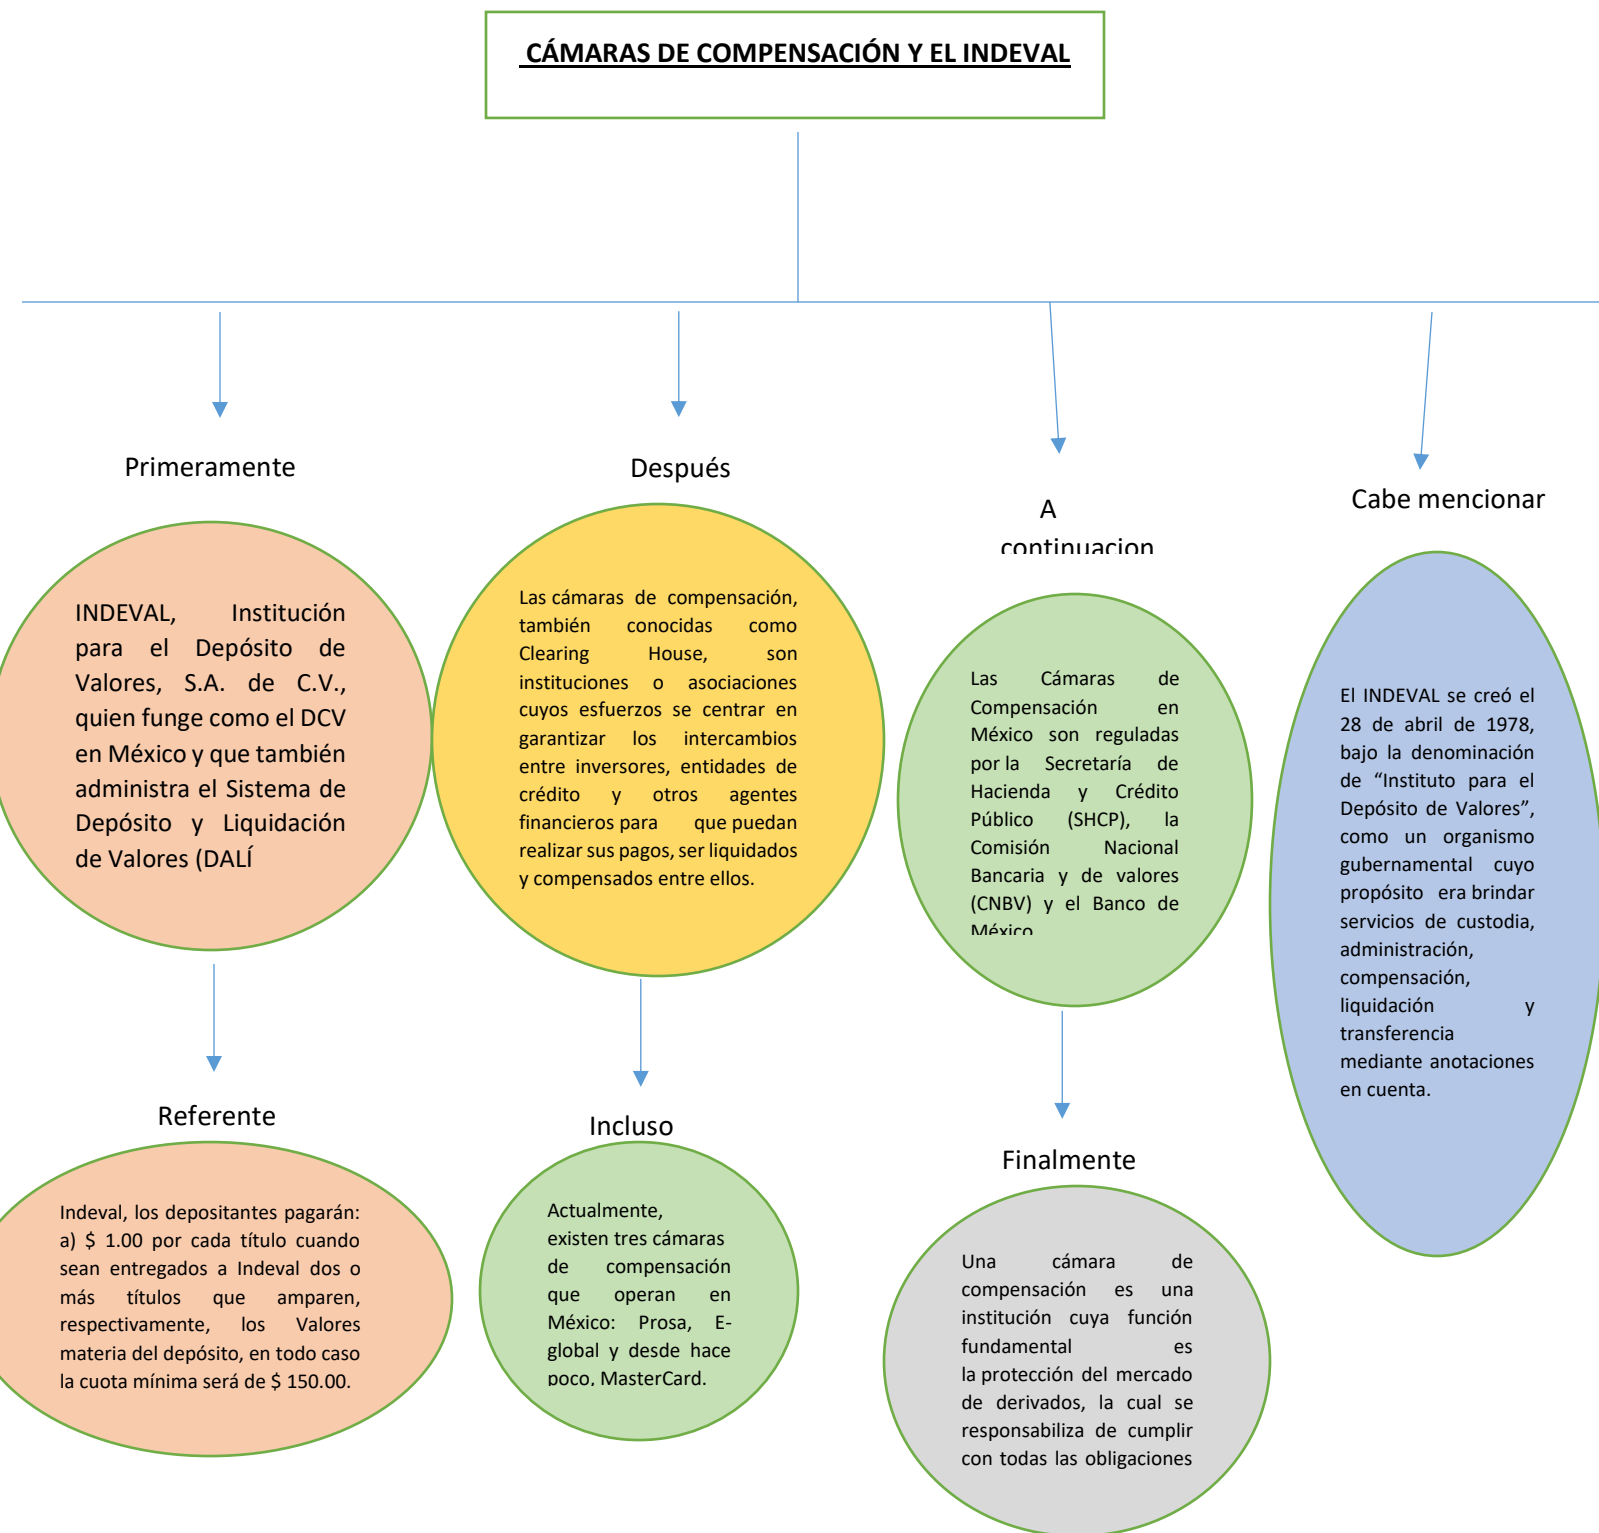 CÁMARAS DE COMPENSACIÓN Y EL INDEVAL
Primeramente
INDEVAL, Institución
para el Depósito de
Valores, S.A. de C.V.,
quien funge como el DCV
en México y que también
administra el Sistema de
Depósito y Liquidación
de Valores (DALÍ
Referente
Indeval, los depositantes pagarán:
a) $ 1.00 por cada título cuando
sean entregados a Indeval dos o
más títulos que amparen,
respectivamente, los Valores
materia del depósito, en todo caso
la cuota mínima será de $ 150.00.
Después
Las cámaras de compensación,
también conocidas como
Clearing House, son
instituciones o asociaciones
cuyos esfuerzos se centrar en
garantizar los intercambios
entre inversores, entidades de
crédito y otros agentes
financieros para que puedan
realizar sus pagos, ser liquidados
y compensados entre ellos.
Incluso
Actualmente,
existen tres cámaras
de compensación
que operan en
México: Prosa, E-
global y desde hace
poco, MasterCard.
A
continuacion
Las Cámaras de
Compensación en
México son reguladas
por la Secretaría de
Hacienda y Crédito
Público (SHCP), la
Comisión Nacional
Bancaria y de valores
(CNBV) y el Banco de
México
Finalmente
Una cámara de
compensación es una
institución cuya función
fundamental es
la protección del mercado
de derivados, la cual se
responsabiliza de cumplir
con todas las obligaciones
Cabe mencionar
El INDEVAL se creó el
28 de abril de 1978,
bajo la denominación
de “Instituto para el
Depósito de Valores”,
como un organismo
gubernamental cuyo
propósito era brindar
servicios de custodia,
administración,
compensación,
liquidación y
transferencia
mediante anotaciones
en cuenta.